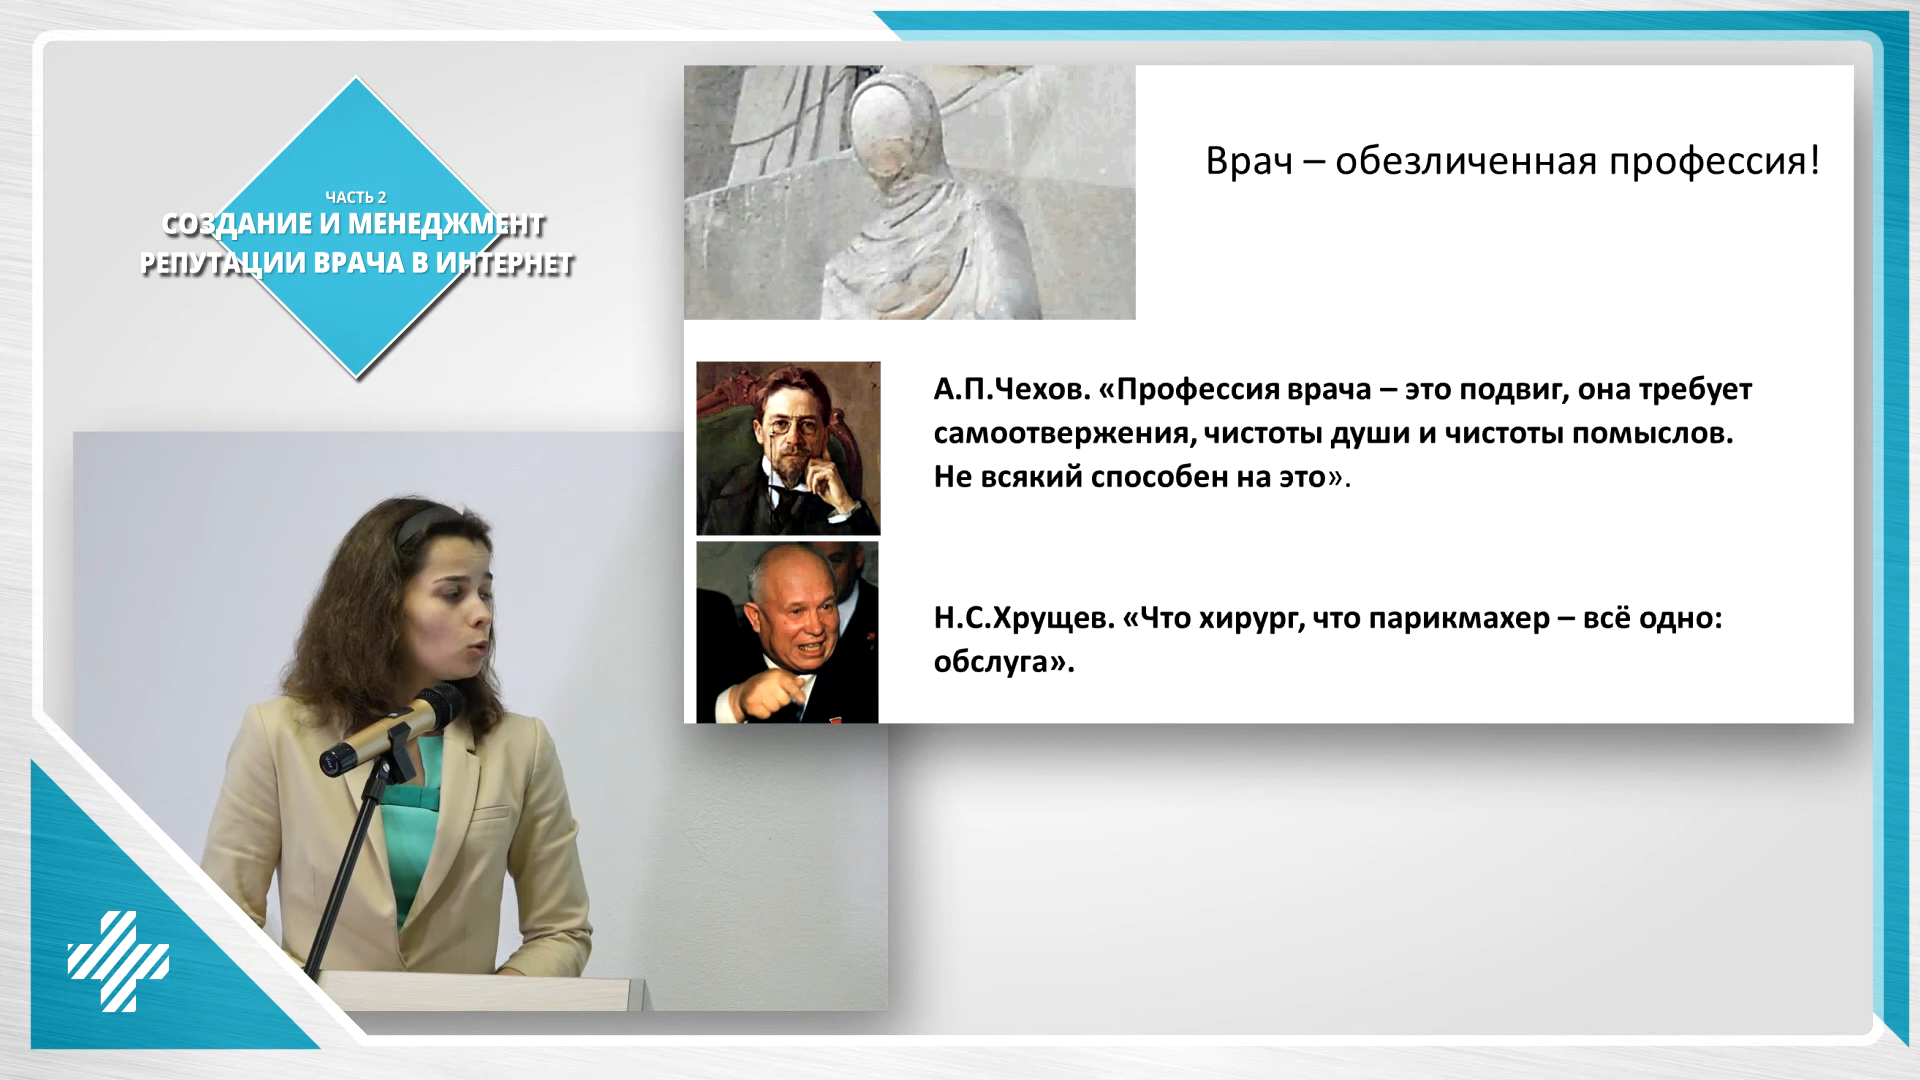 ЧАСТЬ 2
СОЗДАНИЕ И МЕНЕДЖМЕНТ
РЕПУТАЦИИ ВРАЧА В ИНТЕРНЕТ
Врач – обезличенная профессия!
А.П.Чехов. «Профессия врача – это подвиг, она требует
самоотвержения, чистоты души и чистоты помыслов.
Не всякий способен на это».
Н.С.Хрущев. «Что хирург, что парикмахер – всё одно:
обслуга».